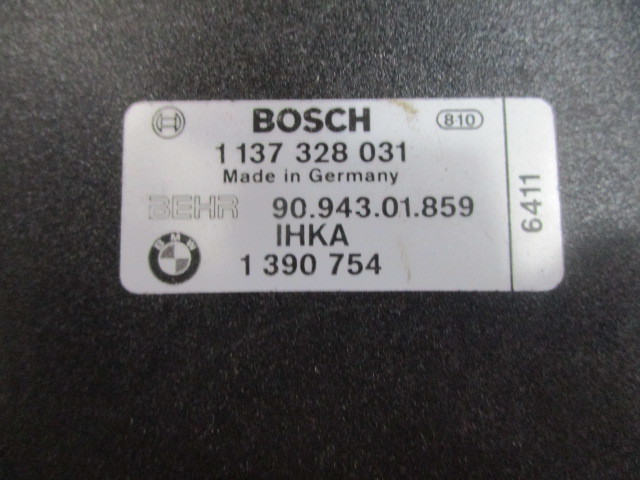 BOSCH 810
1 137 328 031
Made in Germany
BEHR 90.943.01.859
IHKA
BMW 1 390 754
6411